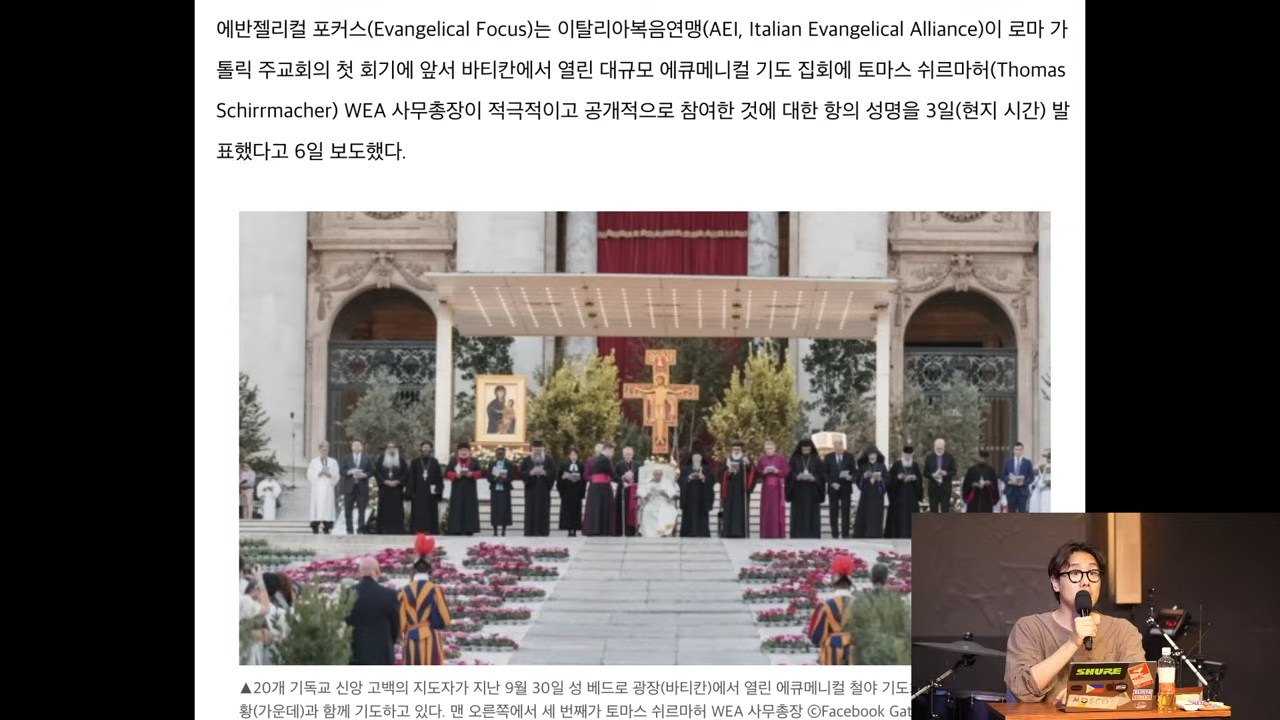 에반젤리컬 포커스(Evangelical Focus)는 이탈리아복음연맹(AEI, Italian Evangelical Alliance)이 로마 가
톨릭 주교회의 첫 회기에 앞서 바티칸에서 열린 대규모 에큐메니컬 기도 집회에 토마스 쉬르마허(Thomas
Schirrmacher) WEA 사무총장이 적극적이고 공개적으로 참여한 것에 대한 항의 성명을 3일(현지 시간) 발
표했다고 6일 보도했다.
▲20개 기독교 신앙 고백의 지도자가 지난 9월 30일 성 베드로 광장(바티칸)에서 열린 에큐메니컬 철야 기도
황(가운데)과 함께 기도하고 있다. 맨 오른쪽에서 세 번째가 토마스 쉬르마허 WEA 사무총장 ©Facebook Gat
SHURE
MOSCO